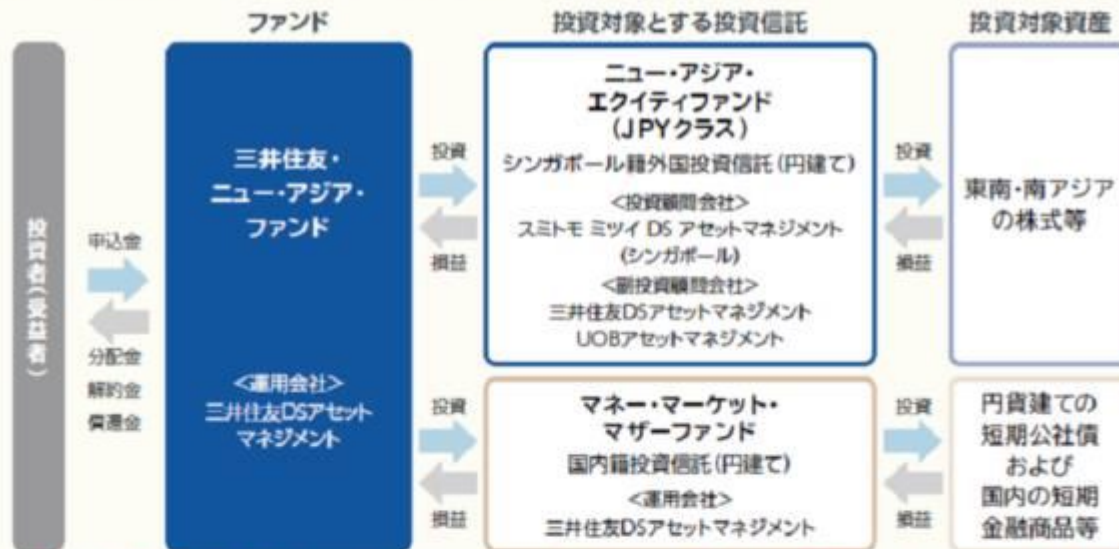 ファンド
投資対象とする投資信託
投資対象資産
投資者(受益者)
申込金
分配金
解約金
償還金
三井住友・
ニュー・アジア・
ファンド
<運用会社>
三井住友DSアセット
マネジメント
投資
損益
ニュー・アジア・
エクイティファンド
(JPYクラス)
シンガポール籍外国投資信託(円建て)
<投資顧問会社>
スミトモ ミツイ DS アセットマネジメント
(シンガポール)
<副投資顧問会社>
三井住友DSアセットマネジメント
UOBアセットマネジメント
投資
損益
東南・南アジア
の株式等
投資
損益
マネー・マーケット・
マザーファンド
国内籍投資信託(円建て)
<運用会社>
三井住友DSアセットマネジメント
投資
損益
円貨建ての
短期公社債
および
国内の短期
金融商品等